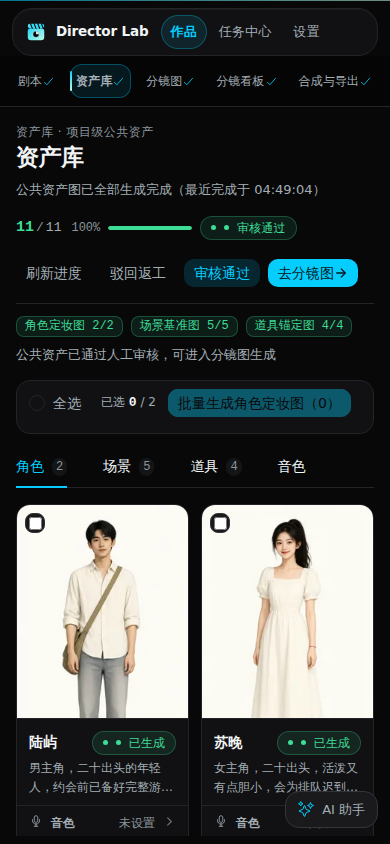 Director Lab 作品 任务中心 设置
剧本 资产库 分镜图 分镜看板 合成与导出
资产库 · 项目级公共资产
资产库
公共资产图已全部生成完成（最近完成于 04:49:04）
11/11 100% 审核通过
刷新进度 驳回返工 审核通过 去分镜图→
角色定妆图 2/2 场景基准图 5/5 道具锚定图 4/4
公共资产已通过人工审核，可进入分镜图生成
全选 已选 0 / 2 批量生成角色定妆图（0）
角色 2 场景 5 道具 4 音色
陆屿 已生成
男主角，二十出头的年轻
人，约会前已备好完整游…
音色 未设置
苏晚 已生成
女主角，二十出头，活泼又
有点胆小，会为排队迟到…
音色
AI 助手